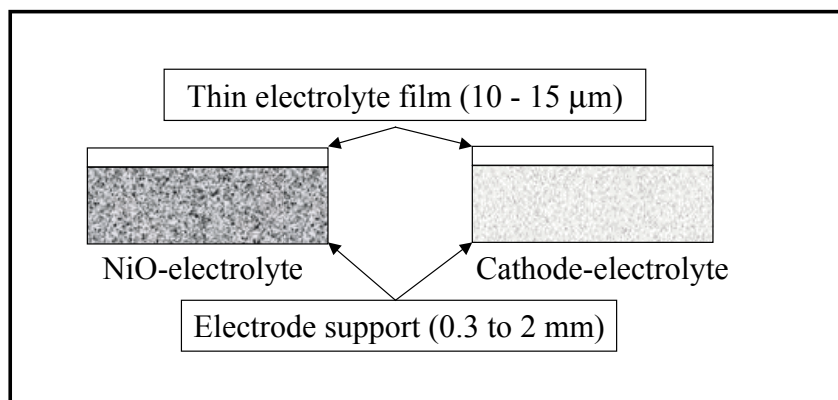 Thin electrolyte film (10 - 15 μm)
NiO-electrolyte
Cathode-electrolyte
Electrode support (0.3 to 2 mm)